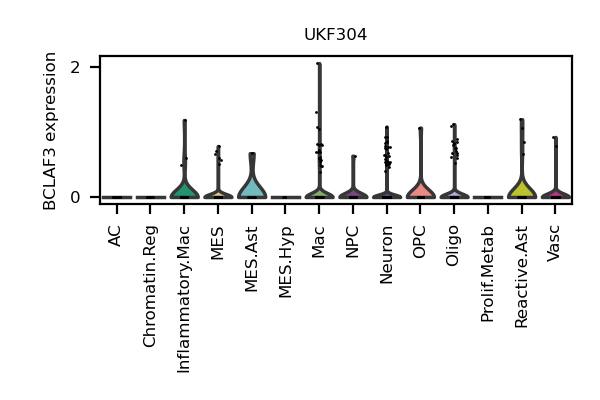 UKF304
BCLAF3 expression
2
0
AC
Chromatin.Reg
Inflammatory.Mac
MES
MES.Ast
MES.Hyp
Mac
NPC
Neuron
OPC
Oligo
Prolif.Metab
Reactive.Ast
Vasc